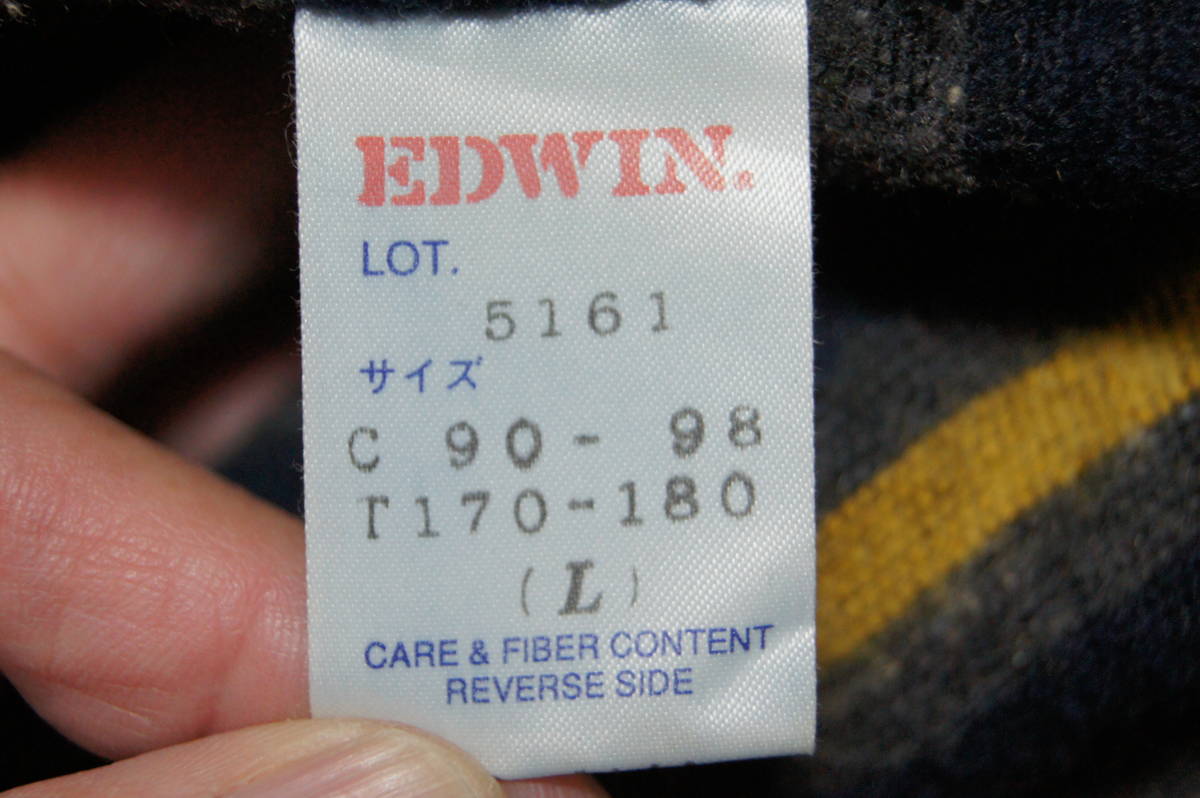 EDWIN.
LOT.
5161
サイズ
C 90- 98
T170-180
(L)
CARE & FIBER CONTENT
REVERSE SIDE